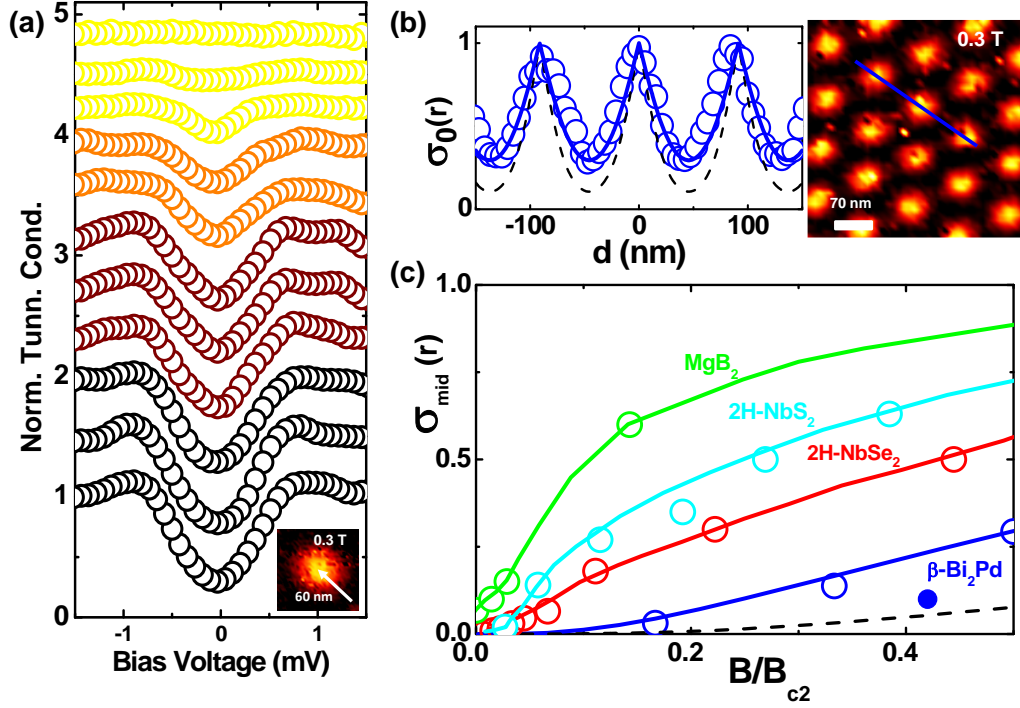 (a)
5
4
3
2
1
0
Norm. Tunn. Cond.
-1
0
1
Bias Voltage (mV)
0.3 T
60 nm
(b)
1
0
σ0(r)
-100
0
100
d (nm)
0.3 T
70 nm
(c)
1.0
0.5
0.0
σmid (r)
MgB2
2H-NbS2
2H-NbSe2
β-Bi2Pd
0.0
0.2
0.4
B/Bc2